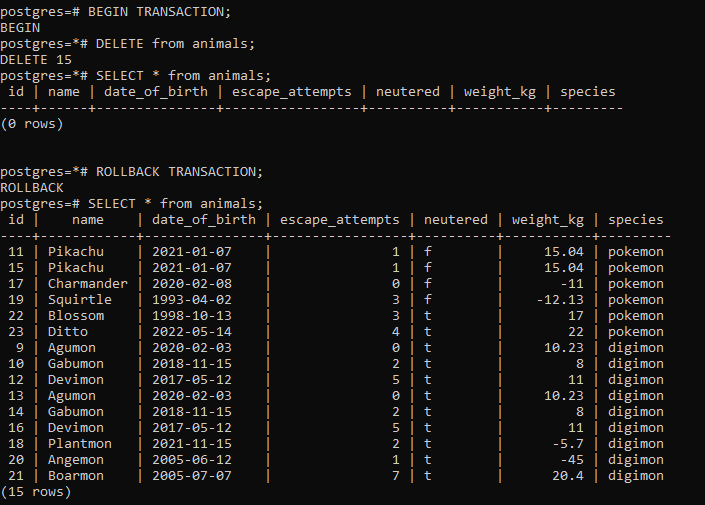 postgres=# BEGIN TRANSACTION;
BEGIN
postgres=*# DELETE from animals;
DELETE 15
postgres=*# SELECT * from animals;
 id | name | date_of_birth | escape_attempts | neutered | weight_kg | species
----+------+---------------+-----------------+----------+-----------+---------
(0 rows)


postgres=*# ROLLBACK TRANSACTION;
ROLLBACK
postgres=# SELECT * from animals;
 id |    name    | date_of_birth | escape_attempts | neutered | weight_kg | species
----+------------+---------------+-----------------+----------+-----------+---------
 11 | Pikachu    | 2021-01-07    |               1 | f        |     15.04 | pokemon
 15 | Pikachu    | 2021-01-07    |               1 | f        |     15.04 | pokemon
 17 | Charmander | 2020-02-08    |               0 | f        |       -11 | pokemon
 19 | Squirtle   | 1993-04-02    |               3 | f        |    -12.13 | pokemon
 22 | Blossom    | 1998-10-13    |               3 | t        |        17 | pokemon
 23 | Ditto      | 2022-05-14    |               4 | t        |        22 | pokemon
  9 | Agumon     | 2020-02-03    |               0 | t        |     10.23 | digimon
 10 | Gabumon    | 2018-11-15    |               2 | t        |         8 | digimon
 12 | Devimon    | 2017-05-12    |               5 | t        |        11 | digimon
 13 | Agumon     | 2020-02-03    |               0 | t        |     10.23 | digimon
 14 | Gabumon    | 2018-11-15    |               2 | t        |         8 | digimon
 16 | Devimon    | 2017-05-12    |               5 | t        |        11 | digimon
 18 | Plantmon   | 2021-11-15    |               2 | t        |      -5.7 | digimon
 20 | Angemon    | 2005-06-12    |               1 | t        |       -45 | digimon
 21 | Boarmon    | 2005-07-07    |               7 | t        |      20.4 | digimon
(15 rows)